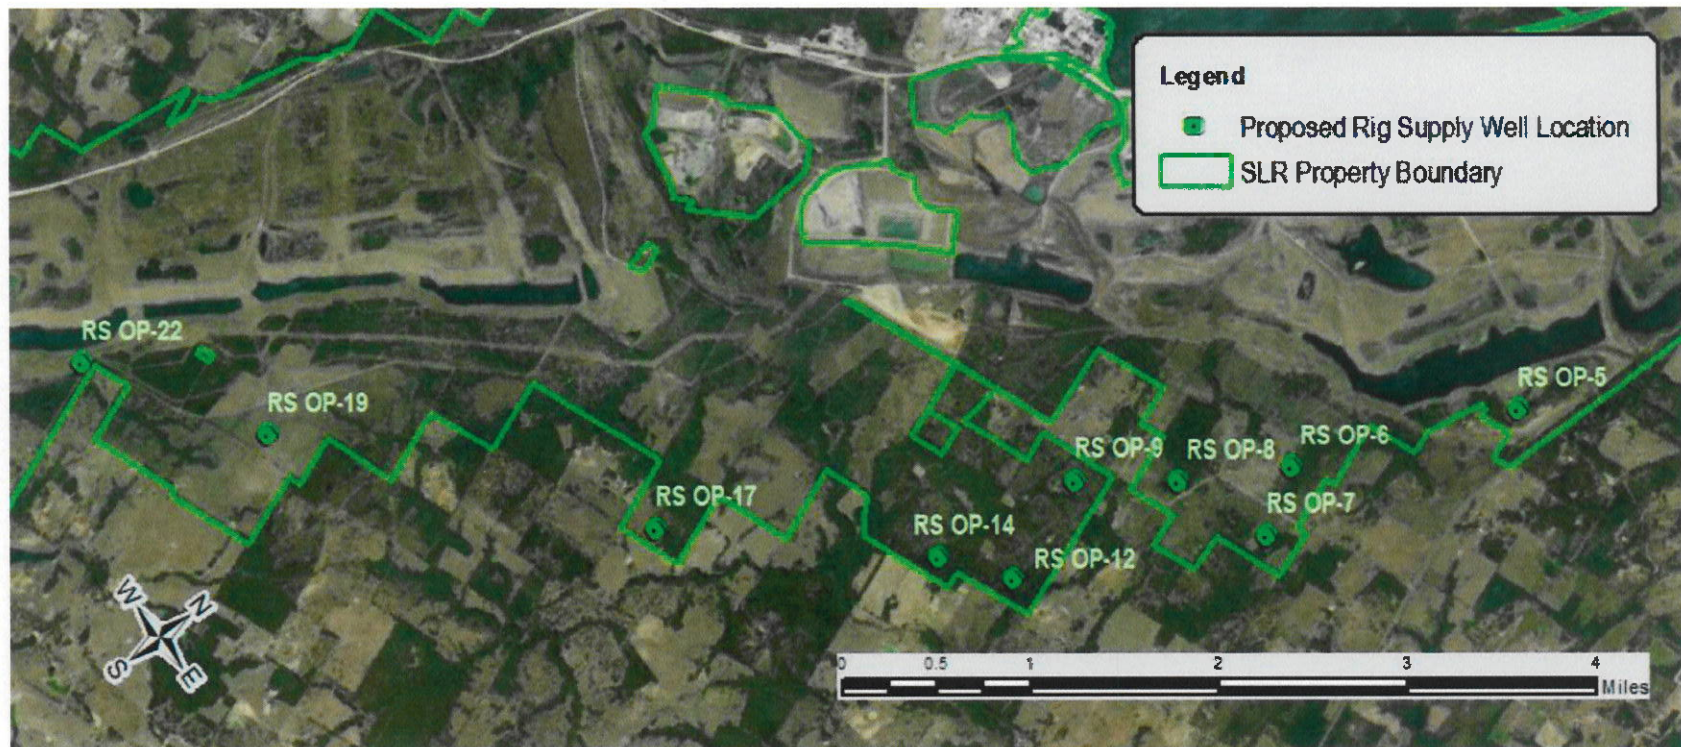 Legend
Proposed Rig Supply Well Location
SLR Property Boundary
RS OP-22
RS OP-19
RS OP-5
RS OP-6
RS OP-9
RS OP-8
RS OP-17
RS OP-7
RS OP-14
RS OP-12
W
N
S
E
0 0.5 1 2 3 4
Miles